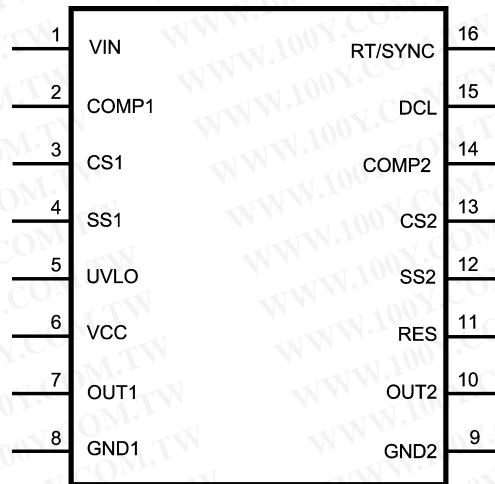 1 VIN RT/SYNC 16
2 COMP1 DCL 15
3 CS1 COMP2 14
4 SS1 CS2 13
5 UVLO SS2 12
6 VCC RES 11
7 OUT1 OUT2 10
8 GND1 GND2 9
WWW.100Y.COM.TW